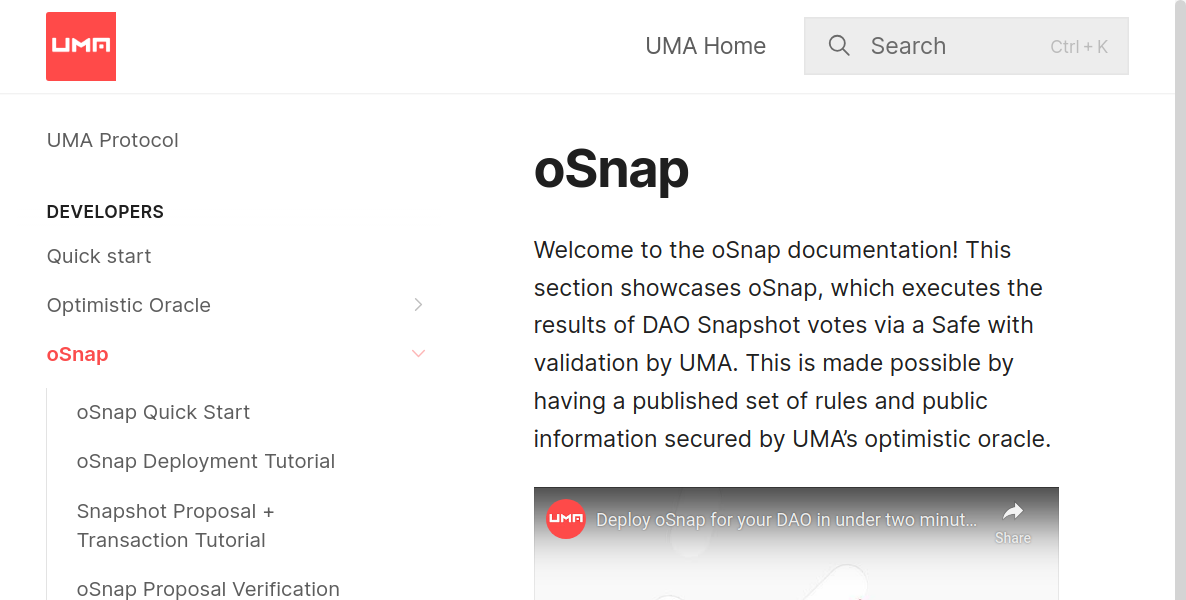 UMA
UMA Home
Search
Ctrl + K
UMA Protocol
DEVELOPERS
Quick start
Optimistic Oracle
oSnap
oSnap Quick Start
oSnap Deployment Tutorial
Snapshot Proposal +
Transaction Tutorial
oSnap Proposal Verification
oSnap
Welcome to the oSnap documentation! This
section showcases oSnap, which executes the
results of DAO Snapshot votes via a Safe with
validation by UMA. This is made possible by
having a published set of rules and public
information secured by UMA’s optimistic oracle.
UMA
Deploy oSnap for your DAO in under two minut...
Share